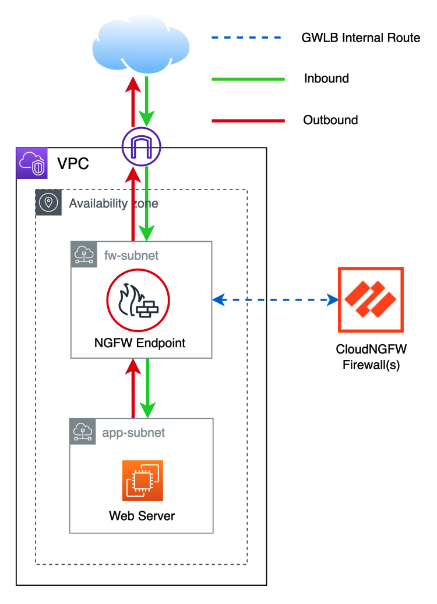 GWLB Internal Route
Inbound
Outbound
VPC
Availability zone
fw-subnet
NGFW Endpoint
CloudNGFW
Firewall(s)
app-subnet
Web Server